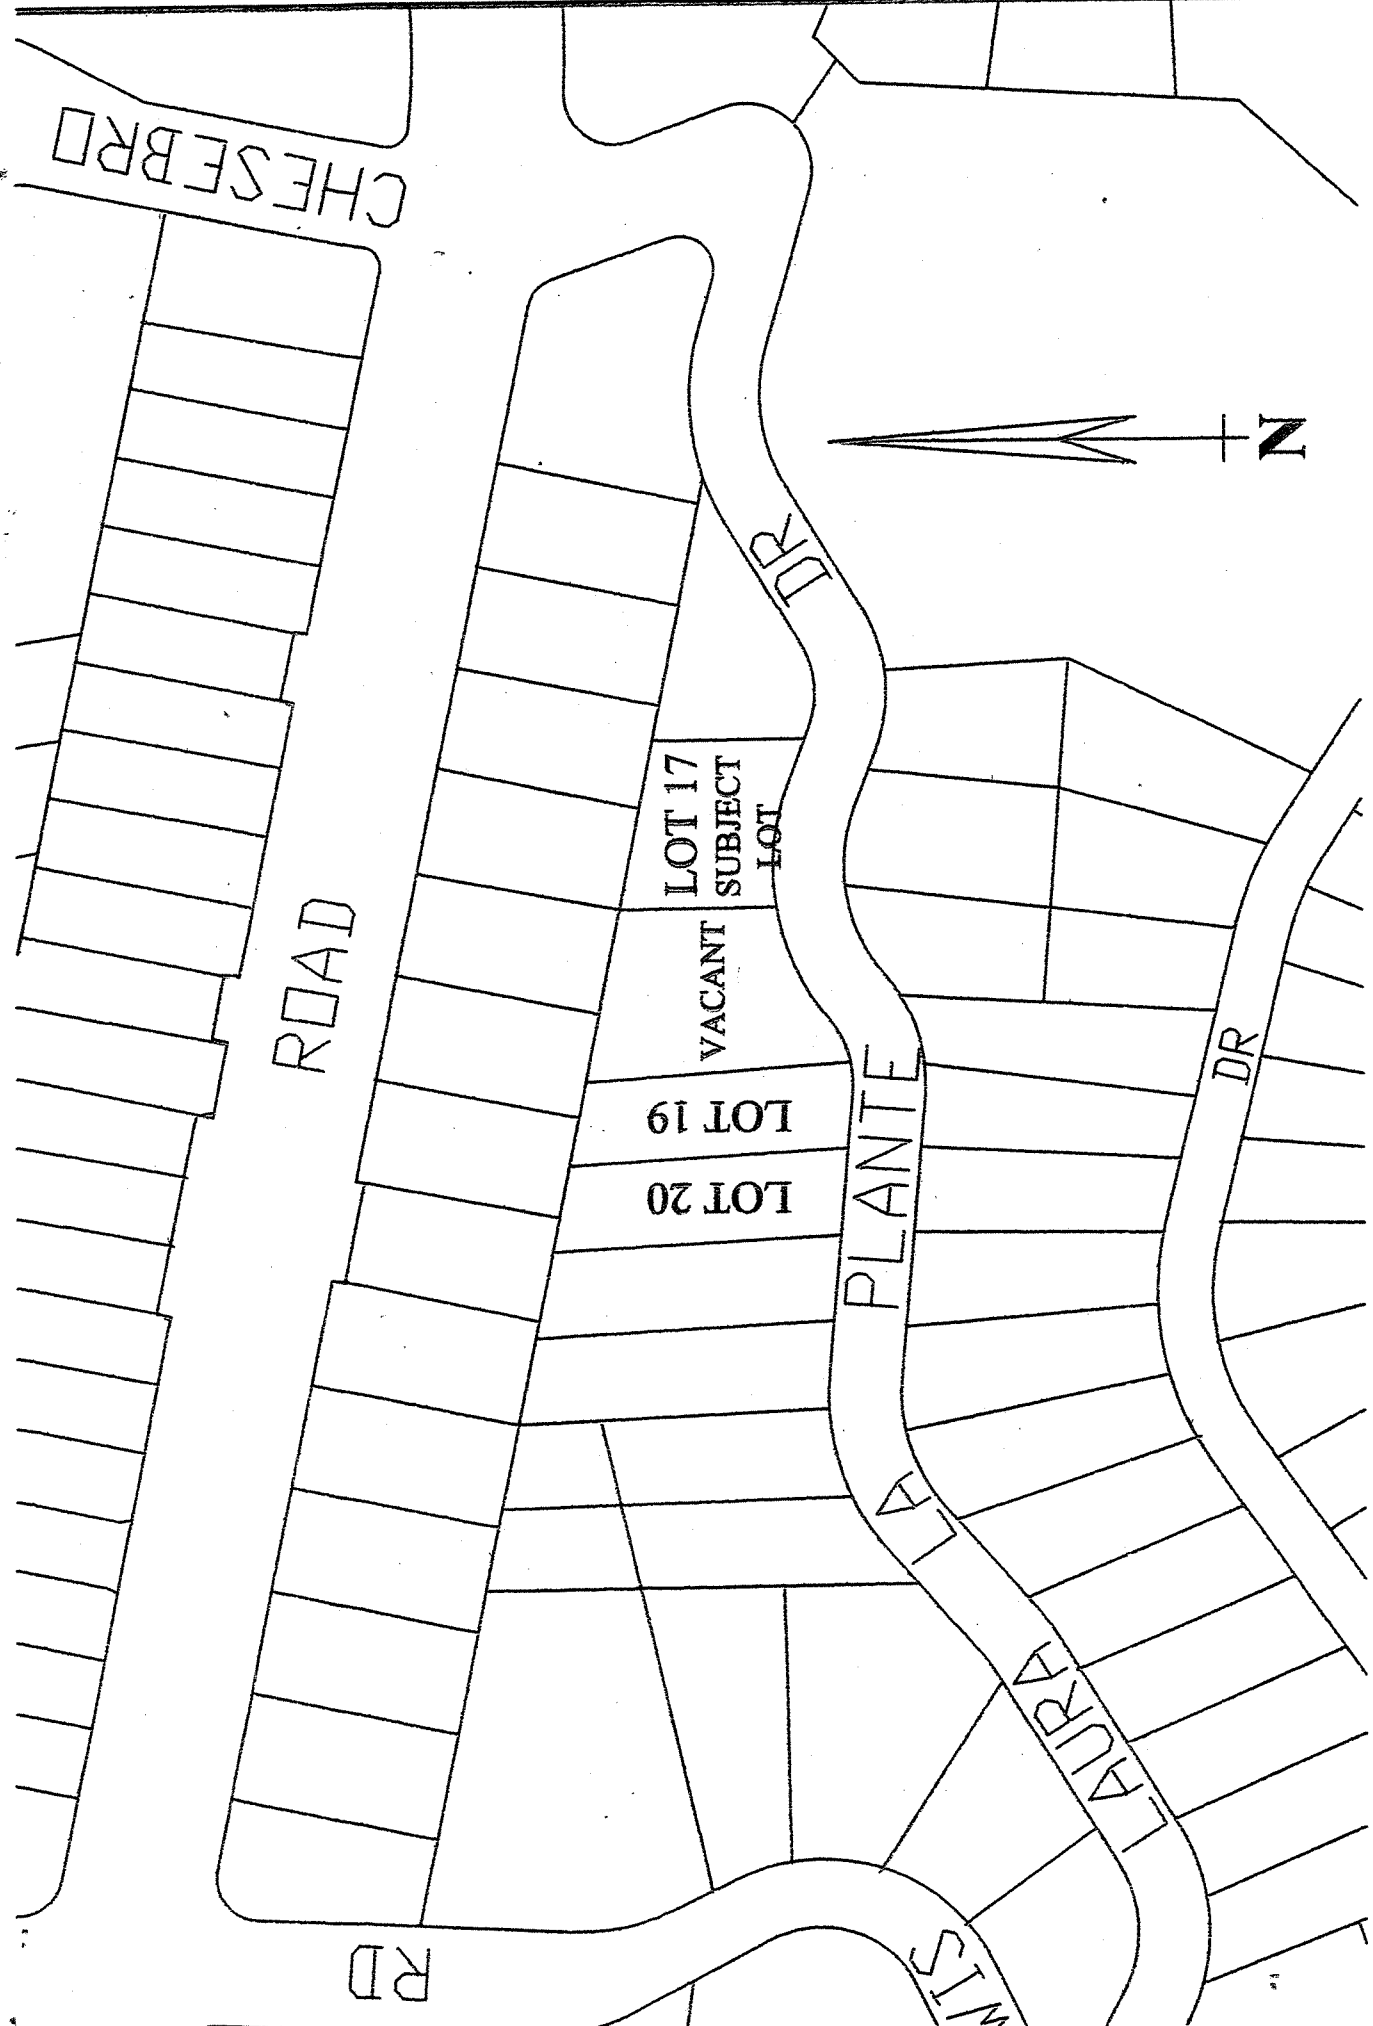 CHESEBRO
N
DR
LOT 17
SUBJECT
LOT
VACANT
ROAD
DR
LOT 19
LOT 20
LAURA LA PLANTE
RD